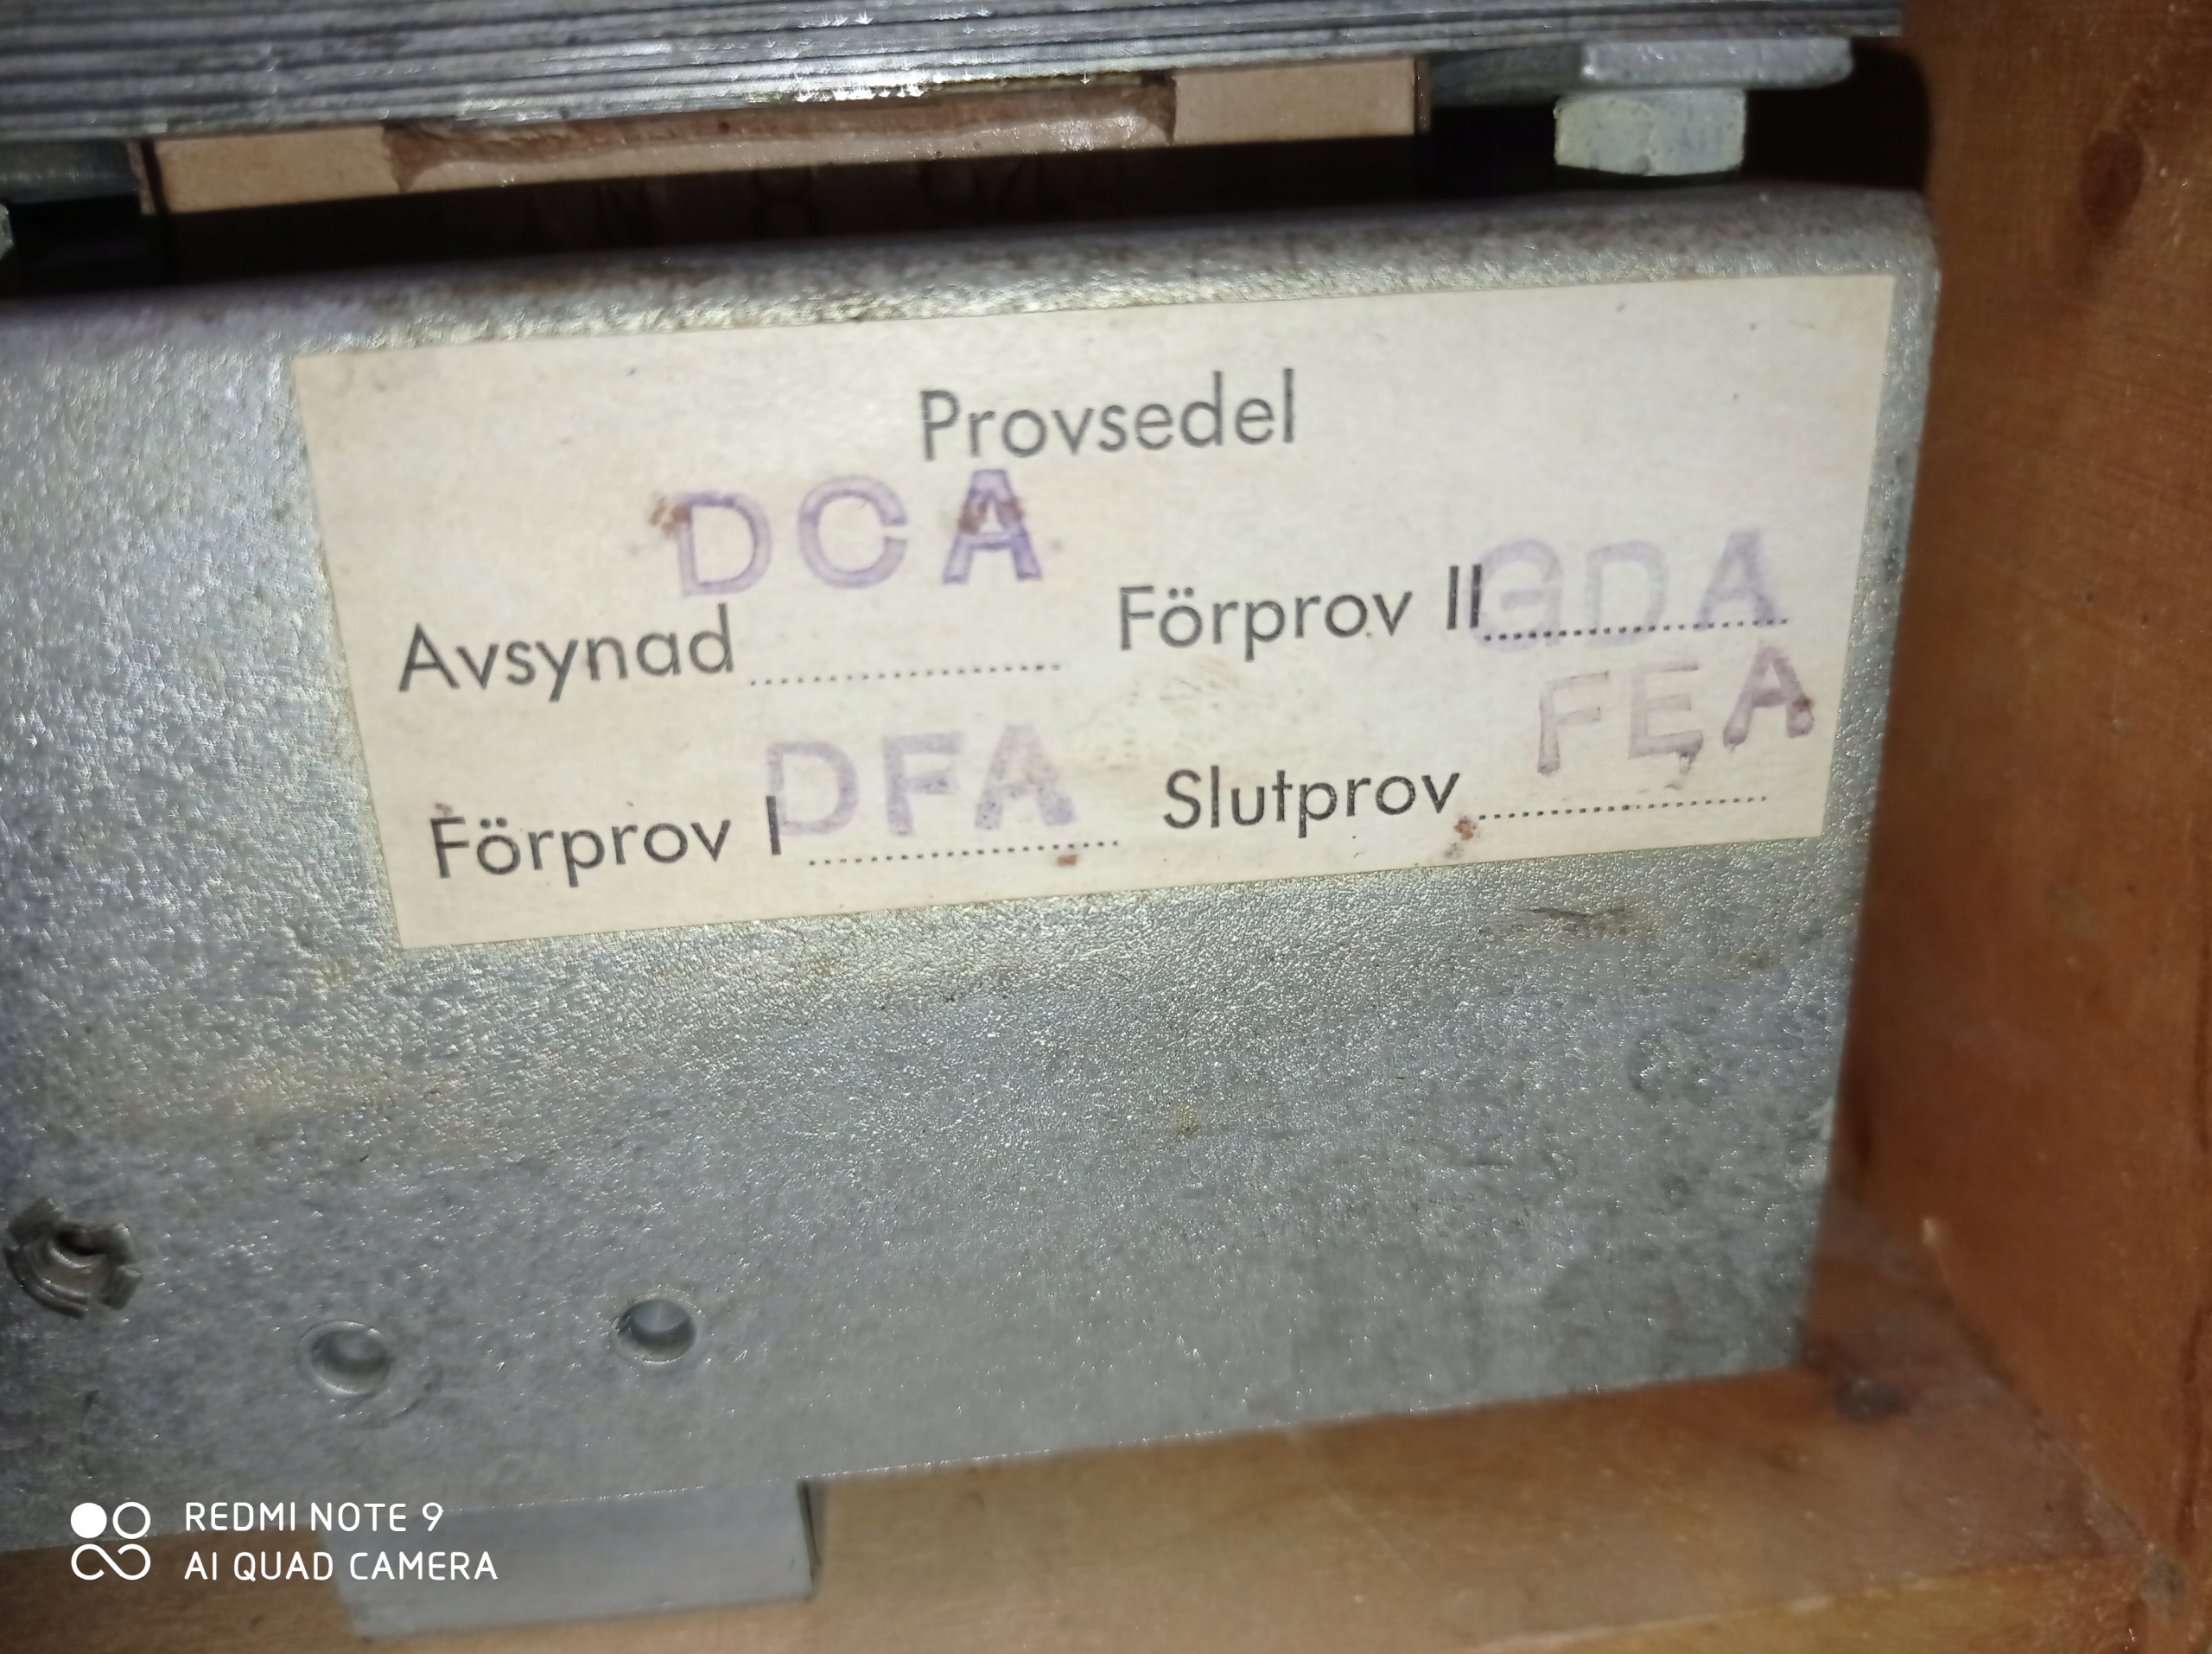 Provsedel
DCA
Avsynad
Förprov II GDA
Förprov I DFA
Slutprov FEA
REDMI NOTE 9
AI QUAD CAMERA